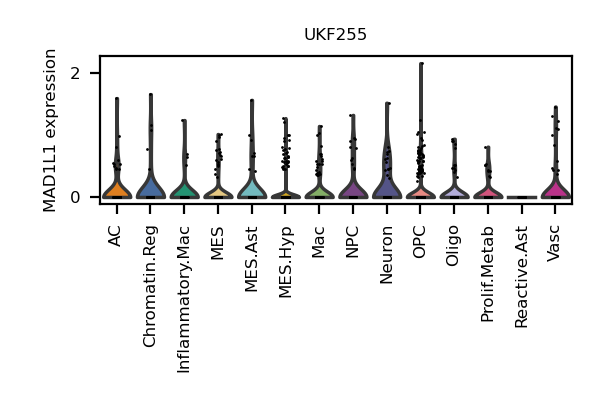 UKF255
MAD1L1 expression
2
0
AC
Chromatin.Reg
Inflammatory.Mac
MES
MES.Ast
MES.Hyp
Mac
NPC
Neuron
OPC
Oligo
Prolif.Metab
Reactive.Ast
Vasc